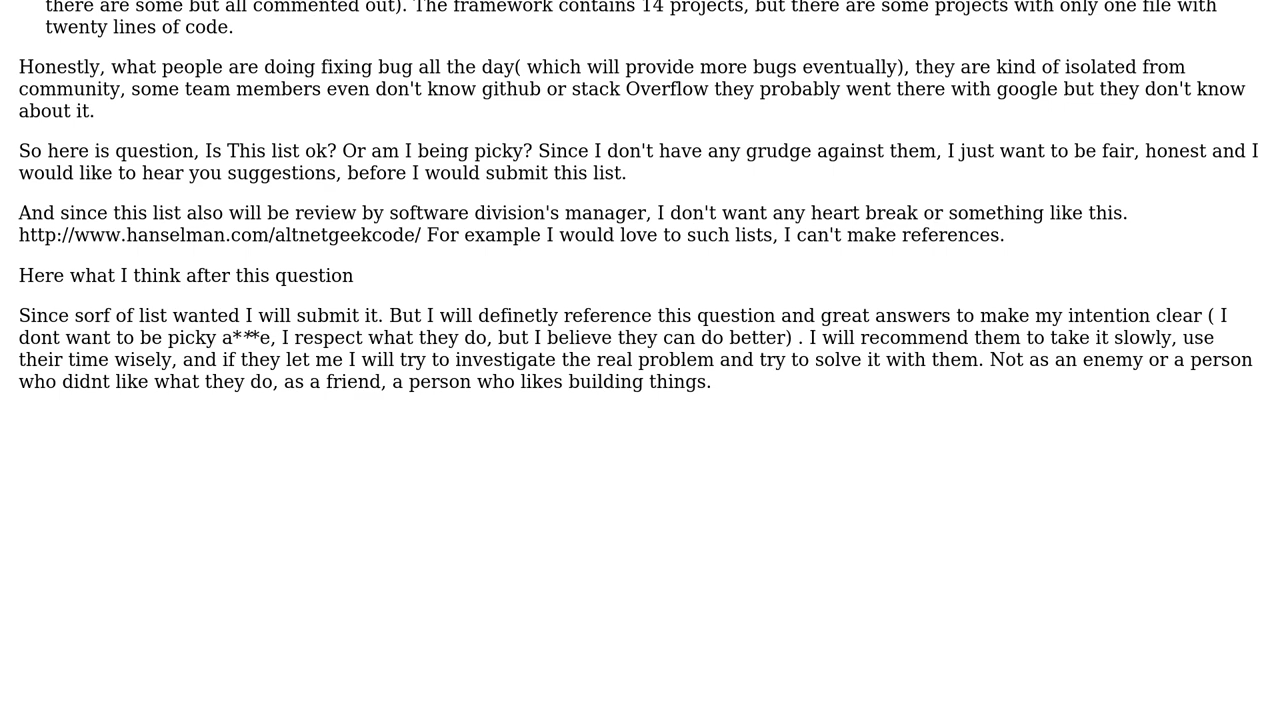 there are some but all commented out). The framework contains 14 projects, but there are some projects with only one file with
twenty lines of code.
Honestly, what people are doing fixing bug all the day( which will provide more bugs eventually), they are kind of isolated from
community, some team members even don't know github or stack Overflow they probably went there with google but they don't know
about it.
So here is question, Is This list ok? Or am I being picky? Since I don't have any grudge against them, I just want to be fair, honest and I
would like to hear you suggestions, before I would submit this list.
And since this list also will be review by software division's manager, I don't want any heart break or something like this.
http://www.hanselman.com/altnetgeekcode/ For example I would love to such lists, I can't make references.
Here what I think after this question
Since sorf of list wanted I will submit it. But I will definetly reference this question and great answers to make my intention clear ( I
dont want to be picky a****e, I respect what they do, but I believe they can do better) . I will recommend them to take it slowly, use
their time wisely, and if they let me I will try to investigate the real problem and try to solve it with them. Not as an enemy or a person
who didnt like what they do, as a friend, a person who likes building things.